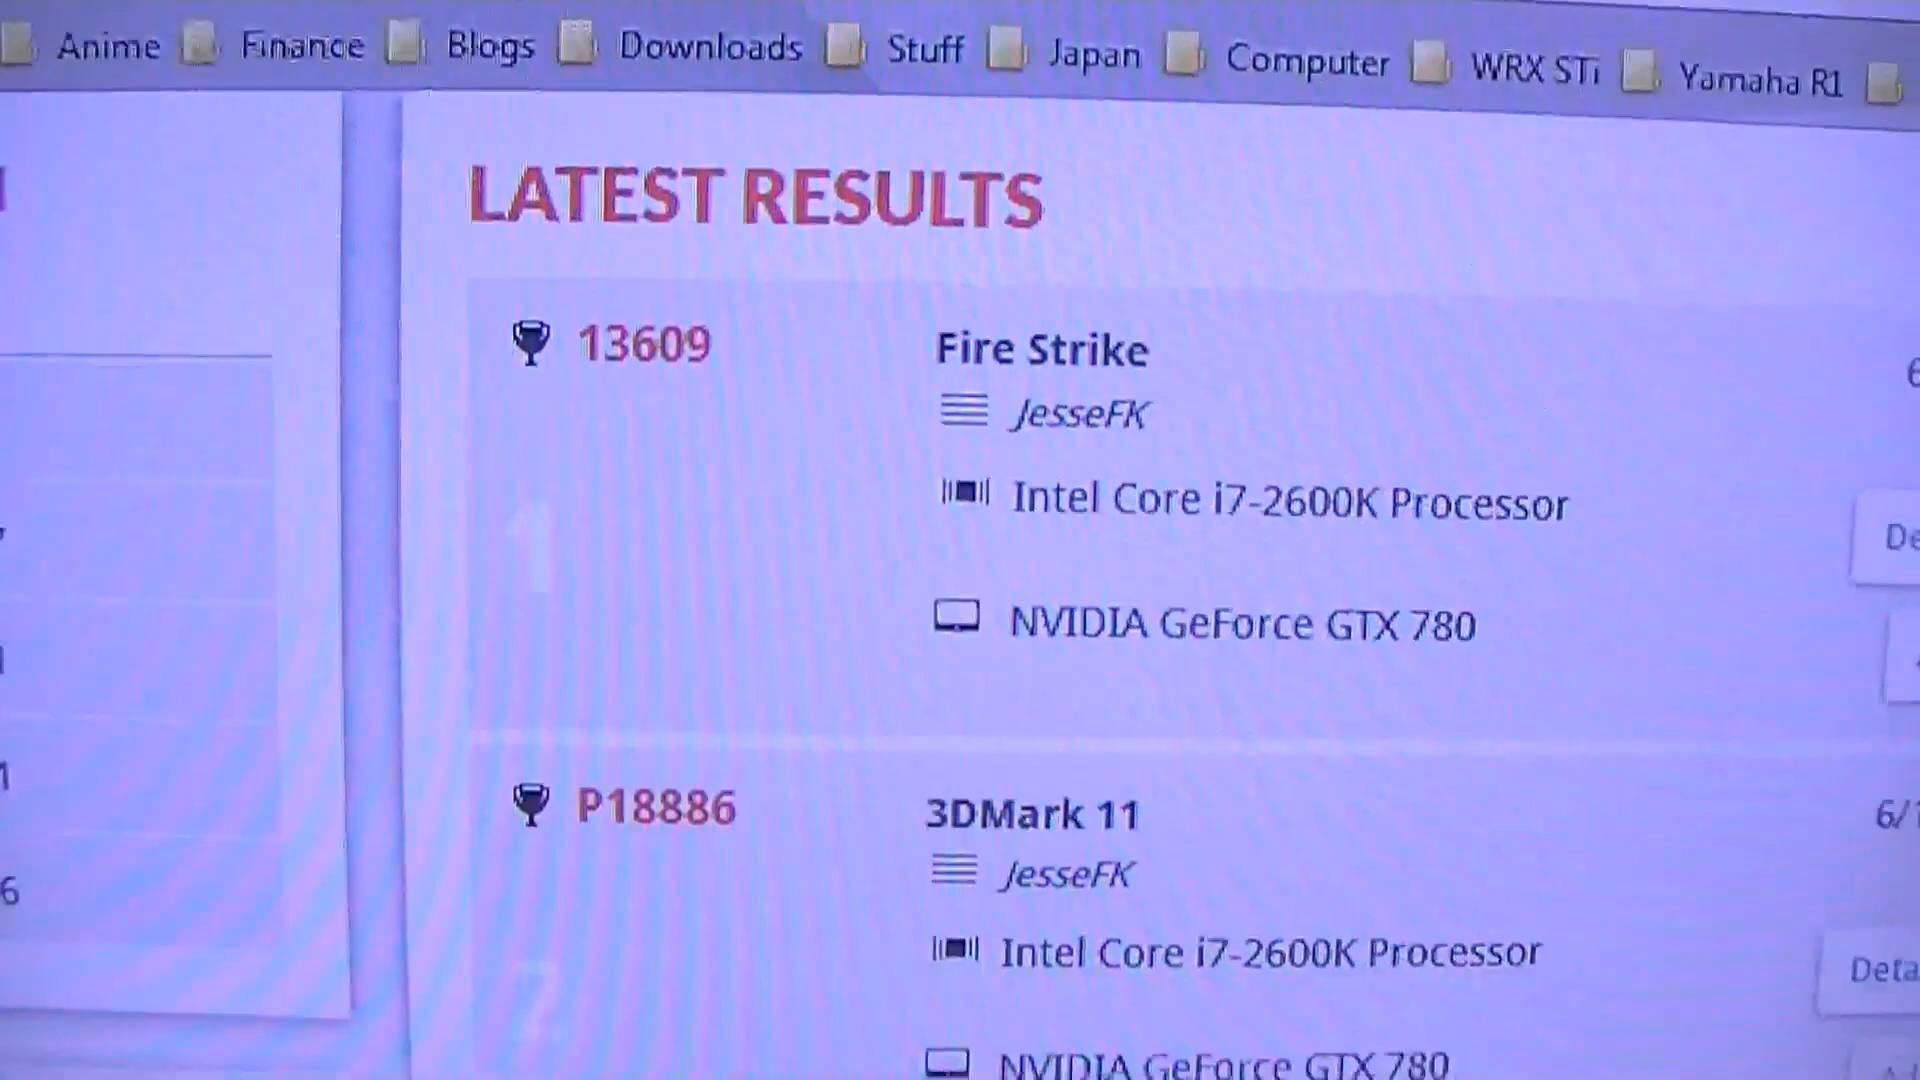 Anime Finance Blogs Downloads Stuff Japan Computer WRX STi Yamaha R1
LATEST RESULTS
13609 Fire Strike
JesseFK
Intel Core i7-2600K Processor
NVIDIA GeForce GTX 780
P18886 3DMark 11
JesseFK
Intel Core i7-2600K Processor
NVIDIA GeForce GTX 780
1
6